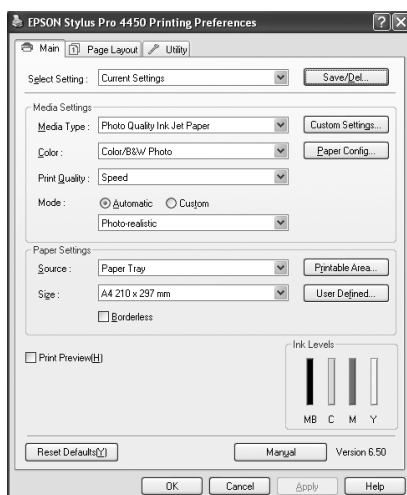 EPSON Stylus Pro 4450 Printing Preferences
Main Page Layout Utility
Select Setting : Current Settings Save/Del...
Media Settings
Media Type : Photo Quality Ink Jet Paper Custom Settings...
Color : Color/B&W Photo Paper Config...
Print Quality : Speed
Mode : Automatic Custom
Photo-realistic
Paper Settings
Source : Paper Tray Printable Area...
Size : A4 210 x 297 mm User Defined...
Borderless
Print Preview(H)
Ink Levels
MB C M Y
Reset Defaults(Y) Manual Version 6.50
OK Cancel Apply Help